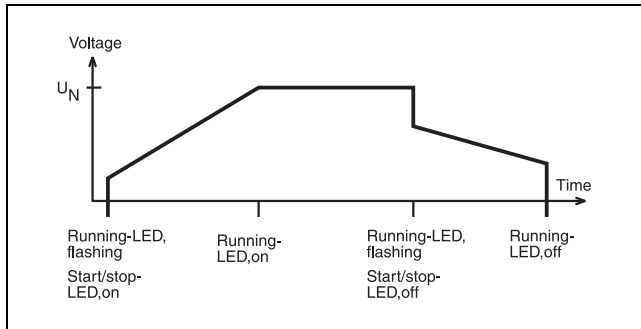 Voltage
UN
Time
Running-LED,
flashing
Start/stop-
LED,on
Running-
LED,on
Running-LED,
flashing
Start/stop-
LED,off
Running-
LED,off